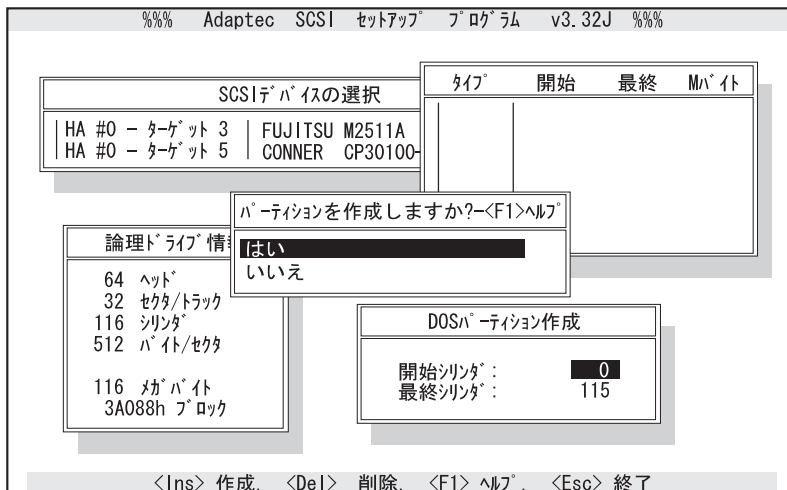 %%% Adaptec SCSI ｾｯﾄｱｯﾌﾟ ﾌﾟﾛｸﾞﾗﾑ v3.32J %%%
SCSIﾃﾞﾊﾞｲｽの選択
HA #0 － ﾀｰｹﾞｯﾄ 3 | FUJITSU M2511A
HA #0 － ﾀｰｹﾞｯﾄ 5 | CONNER CP30100-
ﾀｲﾌﾟ 開始 最終 Mﾊﾞｲﾄ
ﾊﾟｰﾃｨｼｮﾝを作成しますか?-<F1>ﾍﾙﾌﾟ
はい
いいえ
論理ﾄﾞﾗｲﾌﾞ情
64 ﾍｯﾄﾞ
32 ｾｸﾀ/ﾄﾗｯｸ
116 ｼﾘﾝﾀﾞ
512 ﾊﾞｲﾄ/ｾｸﾀ
116 ﾒｶﾞﾊﾞｲﾄ
3A088h ﾌﾞﾛｯｸ
DOSﾊﾟｰﾃｨｼｮﾝ作成
開始ｼﾘﾝﾀﾞ: 0
最終ｼﾘﾝﾀﾞ: 115
<Ins> 作成, <Del> 削除, <F1> ﾍﾙﾌﾟ, <Esc> 終了